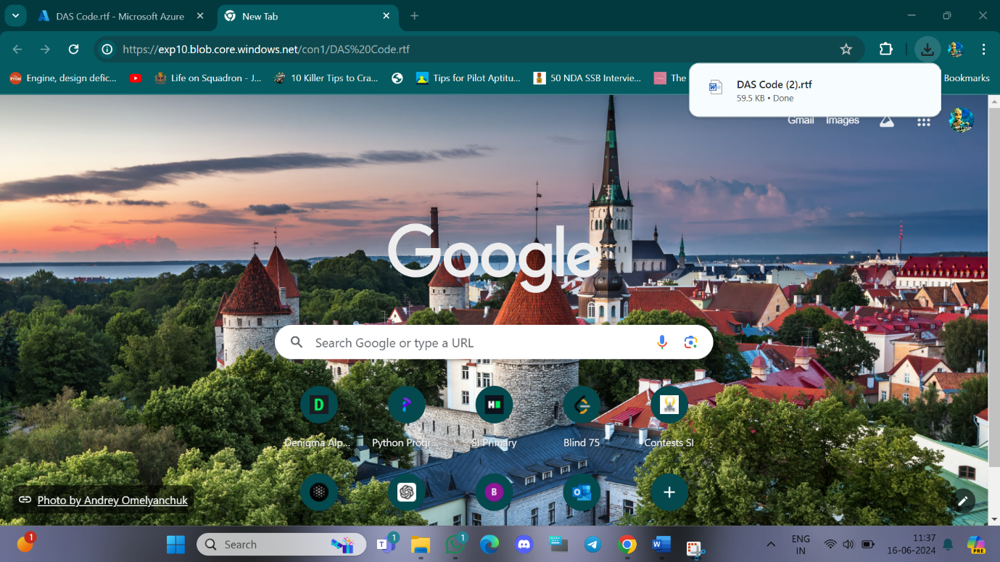 DAS Code.rtf - Microsoft Azure
New Tab
https://exp10.blob.core.windows.net/con1/DAS%20Code.rtf
Engine, design defic...
Life on Squadron - J...
10 Killer Tips to Cra...
Tips for Pilot Aptitu...
50 NDA SSB Intervie...
The
Bookmarks
DAS Code (2).rtf
59.5 KB • Done
Gmail
Images
Google
Search Google or type a URL
Denigma Alp...
Python Progr...
SI Primary
Blind 75
Contests SI
Photo by Andrey Omelyanchuk
1
Search
1
1
ENG
IN
11:37
16-06-2024
PRE